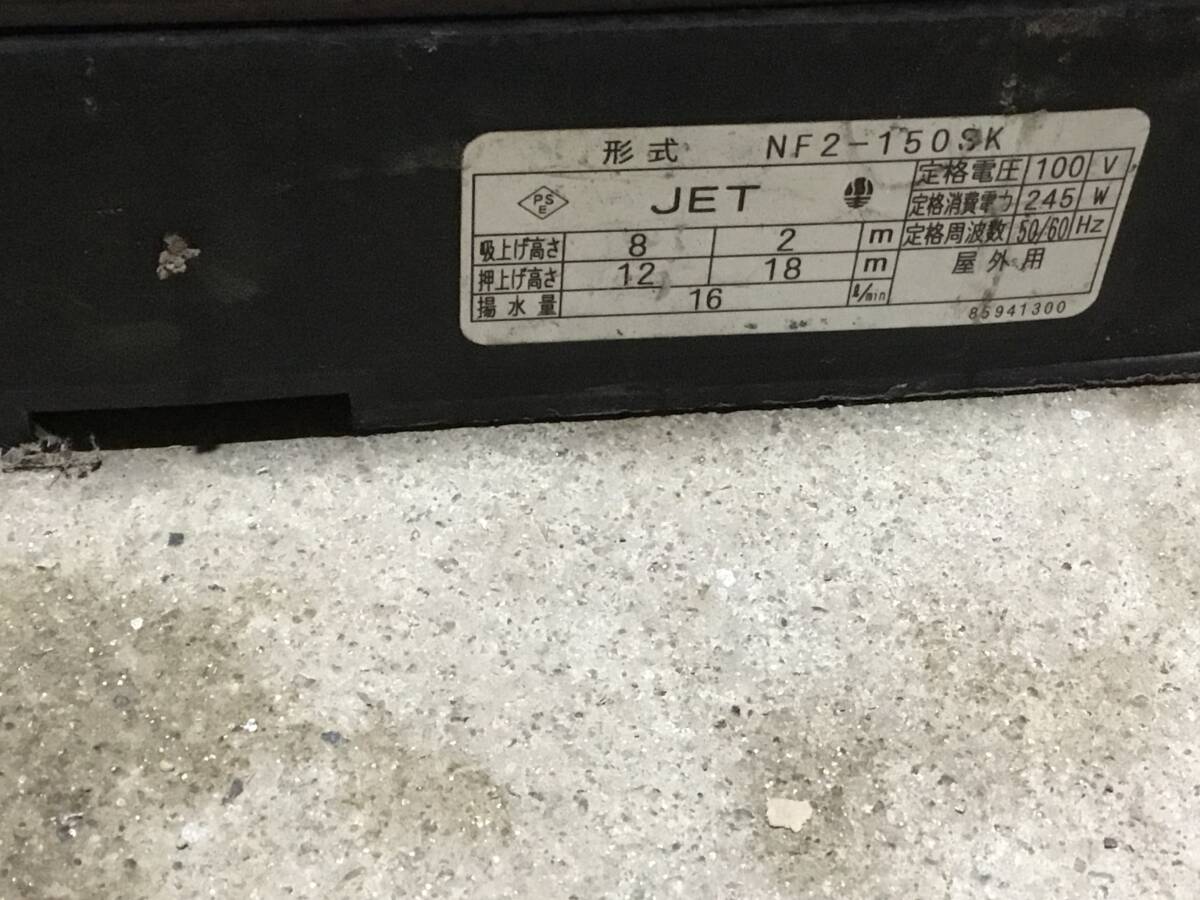 形式 NF2-150SK
PS
E
JET
定格電圧 100 V
定格消費電力 245 W
定格周波数 50/60 Hz
吸上げ高さ 8 2 m
押上げ高さ 12 18 m
揚水量 16 ℓ/min
屋外用
85941300